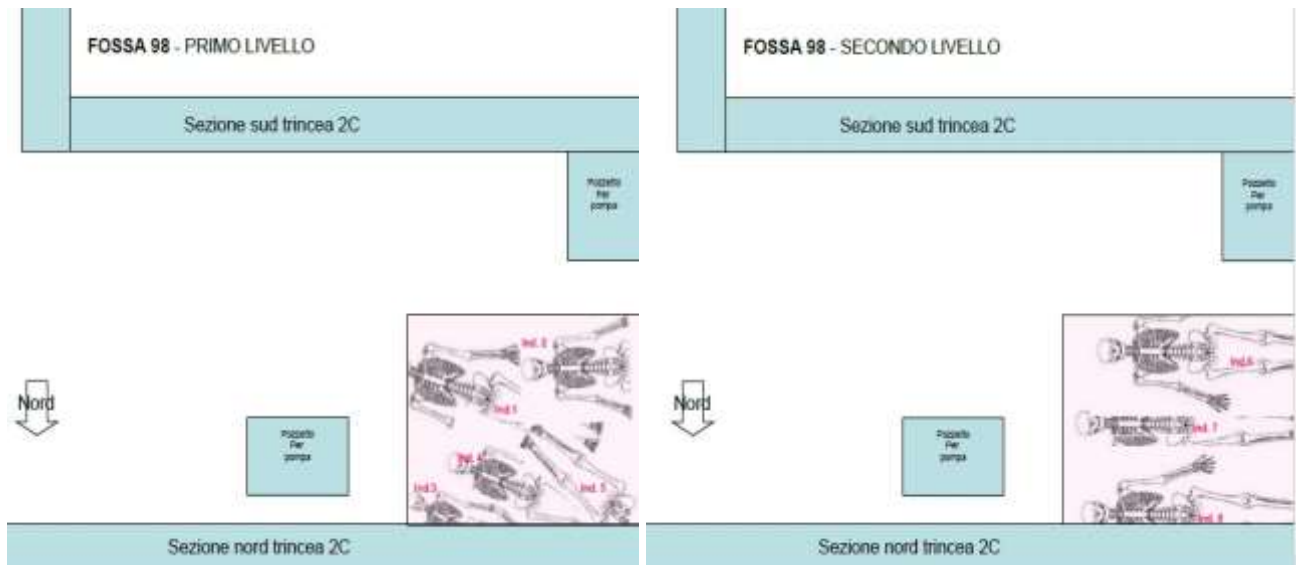 FOSSA 98 - PRIMO LIVELLO
Sezione sud trincea 2C
Pozzetto
Per
pompa
Ind. 2
Ind.1
Nord
Pozzetto
Per
pompa
Ind. 4
Ind.3
Ind. 5
Sezione nord trincea 2C
FOSSA 98 - SECONDO LIVELLO
Sezione sud trincea 2C
Pozzetto
Per
pompa
Ind.6
Nord
Ind. 7
Pozzetto
Per
pompa
Ind. 8
Sezione nord trincea 2C